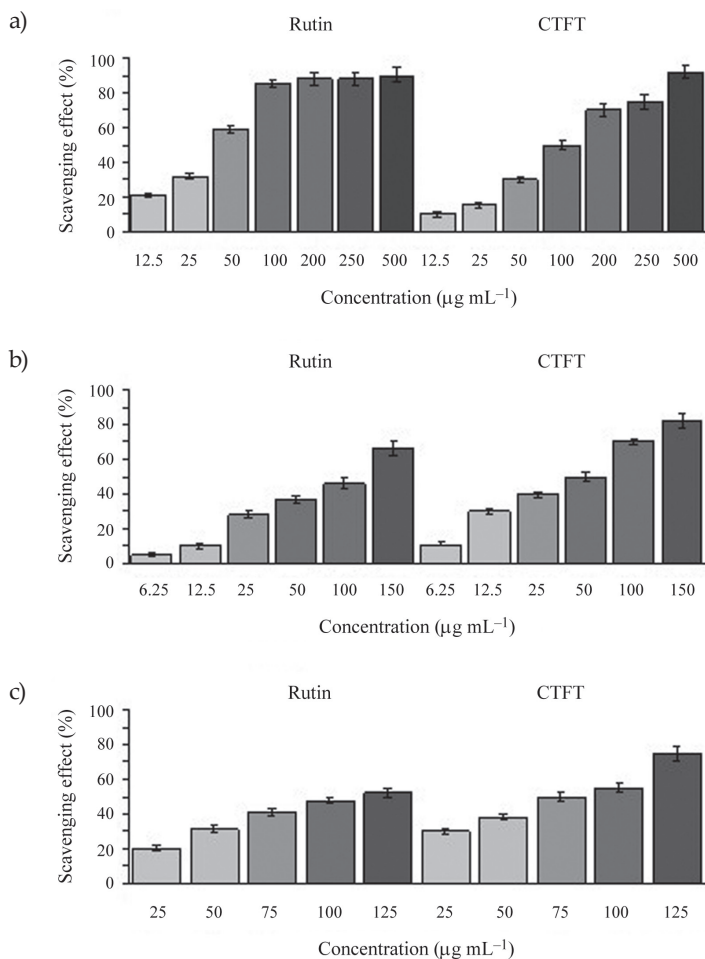 a)
Rutin CTFT
Scavenging effect (%)
100
80
60
40
20
0
12.5 25 50 100 200 250 500 12.5 25 50 100 200 250 500
Concentration (µg mL⁻¹)
b)
Rutin CTFT
Scavenging effect (%)
100
80
60
40
20
0
6.25 12.5 25 50 100 150 6.25 12.5 25 50 100 150
Concentration (µg mL⁻¹)
c)
Rutin CTFT
Scavenging effect (%)
100
80
60
40
20
0
25 50 75 100 125 25 50 75 100 125
Concentration (µg mL⁻¹)